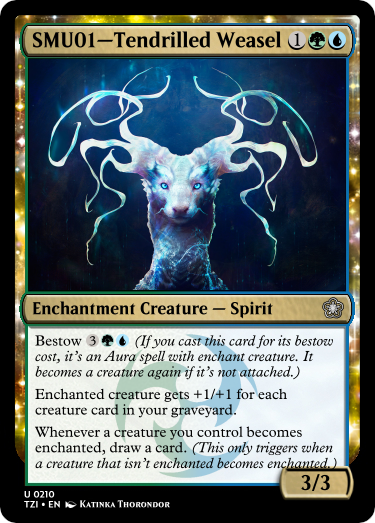 SMU01—Tendrilled Weasel 1
Enchantment Creature — Spirit
Bestow 3 (If you cast this card for its bestow
cost, it's an Aura spell with enchant creature. It
becomes a creature again if it's not attached.)
Enchanted creature gets +1/+1 for each
creature card in your graveyard.
Whenever a creature you control becomes
enchanted, draw a card. (This only triggers when
a creature that isn't enchanted becomes enchanted.)
3/3
U 0210
TZI • EN Katinka Thorondor